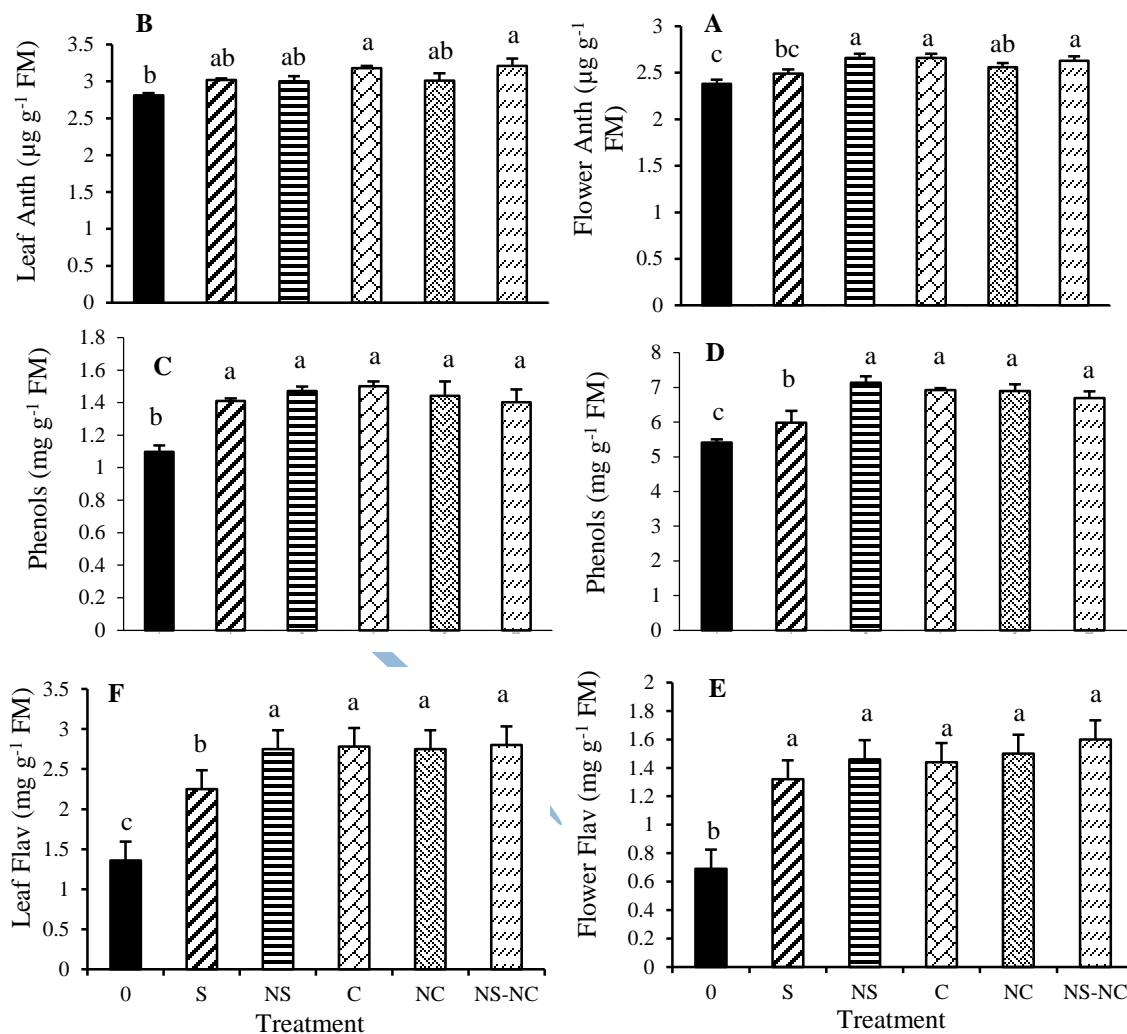 B
Leaf Anth (µg g⁻¹ FM)
3.5
3
2.5
2
1.5
1
0.5
0
b
ab
ab
a
ab
a
A
Flower Anth (µg g⁻¹
FM)
3
2.5
2
1.5
1
0.5
0
c
bc
a
a
ab
a
C
Phenols (mg g⁻¹ FM)
1.8
1.6
1.4
1.2
1
0.8
0.6
0.4
0.2
0
b
a
a
a
a
a
D
Phenols (mg g⁻¹ FM)
8
7
6
5
4
3
2
1
0
c
b
a
a
a
a
F
Leaf Flav (mg g⁻¹ FM)
3.5
3
2.5
2
1.5
1
0.5
0
c
b
a
a
a
a
0 S NS C NC NS-NC
Treatment
E
Flower Flav (mg g⁻¹ FM)
2
1.8
1.6
1.4
1.2
1
0.8
0.6
0.4
0.2
0
b
a
a
a
a
a
0 S NS C NC NS-NC
Treatment